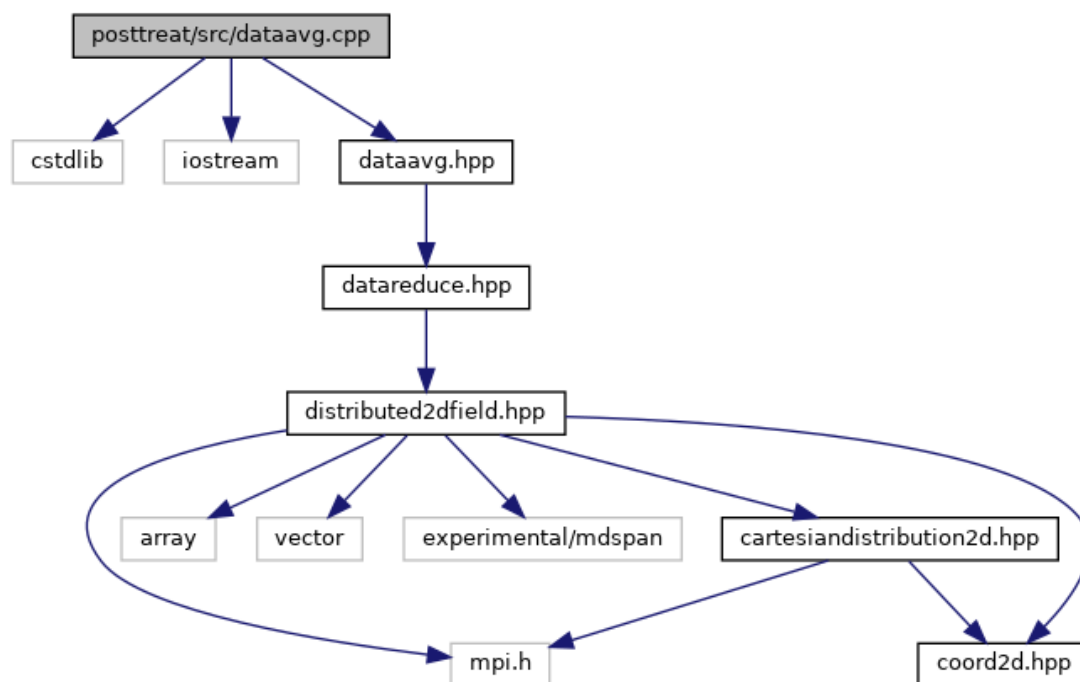 posttreat/src/dataavg.cpp
cstdlib
iostream
dataavg.hpp
datareduce.hpp
distributed2dfield.hpp
array
vector
experimental/mdspan
cartesiandistribution2d.hpp
mpi.h
coord2d.hpp